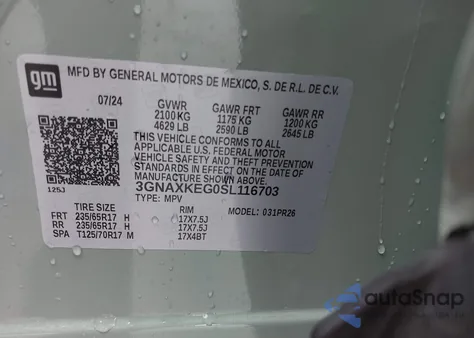 gm MFD BY GENERAL MOTORS DE MEXICO, S. DE R.L. DE C.V.
07/24 GVWR GAWR FRT GAWR RR
2100 KG 1175 KG 1200 KG
4629 LB 2590 LB 2645 LB
THIS VEHICLE CONFORMS TO ALL
APPLICABLE U.S. FEDERAL MOTOR
VEHICLE SAFETY AND THEFT PREVENTION
STANDARDS IN EFFECT ON THE DATE OF
MANUFACTURE SHOWN ABOVE.
125J 3GNAXKEG0SL116703
TYPE: MPV
TIRE SIZE RIM MODEL: 031PR26
FRT 235/65R17 H 17X7.5J
RR 235/65R17 H 17X7.5J
SPA T125/70R17 M 17X4BT
autoSnap
www.autosnap.cz